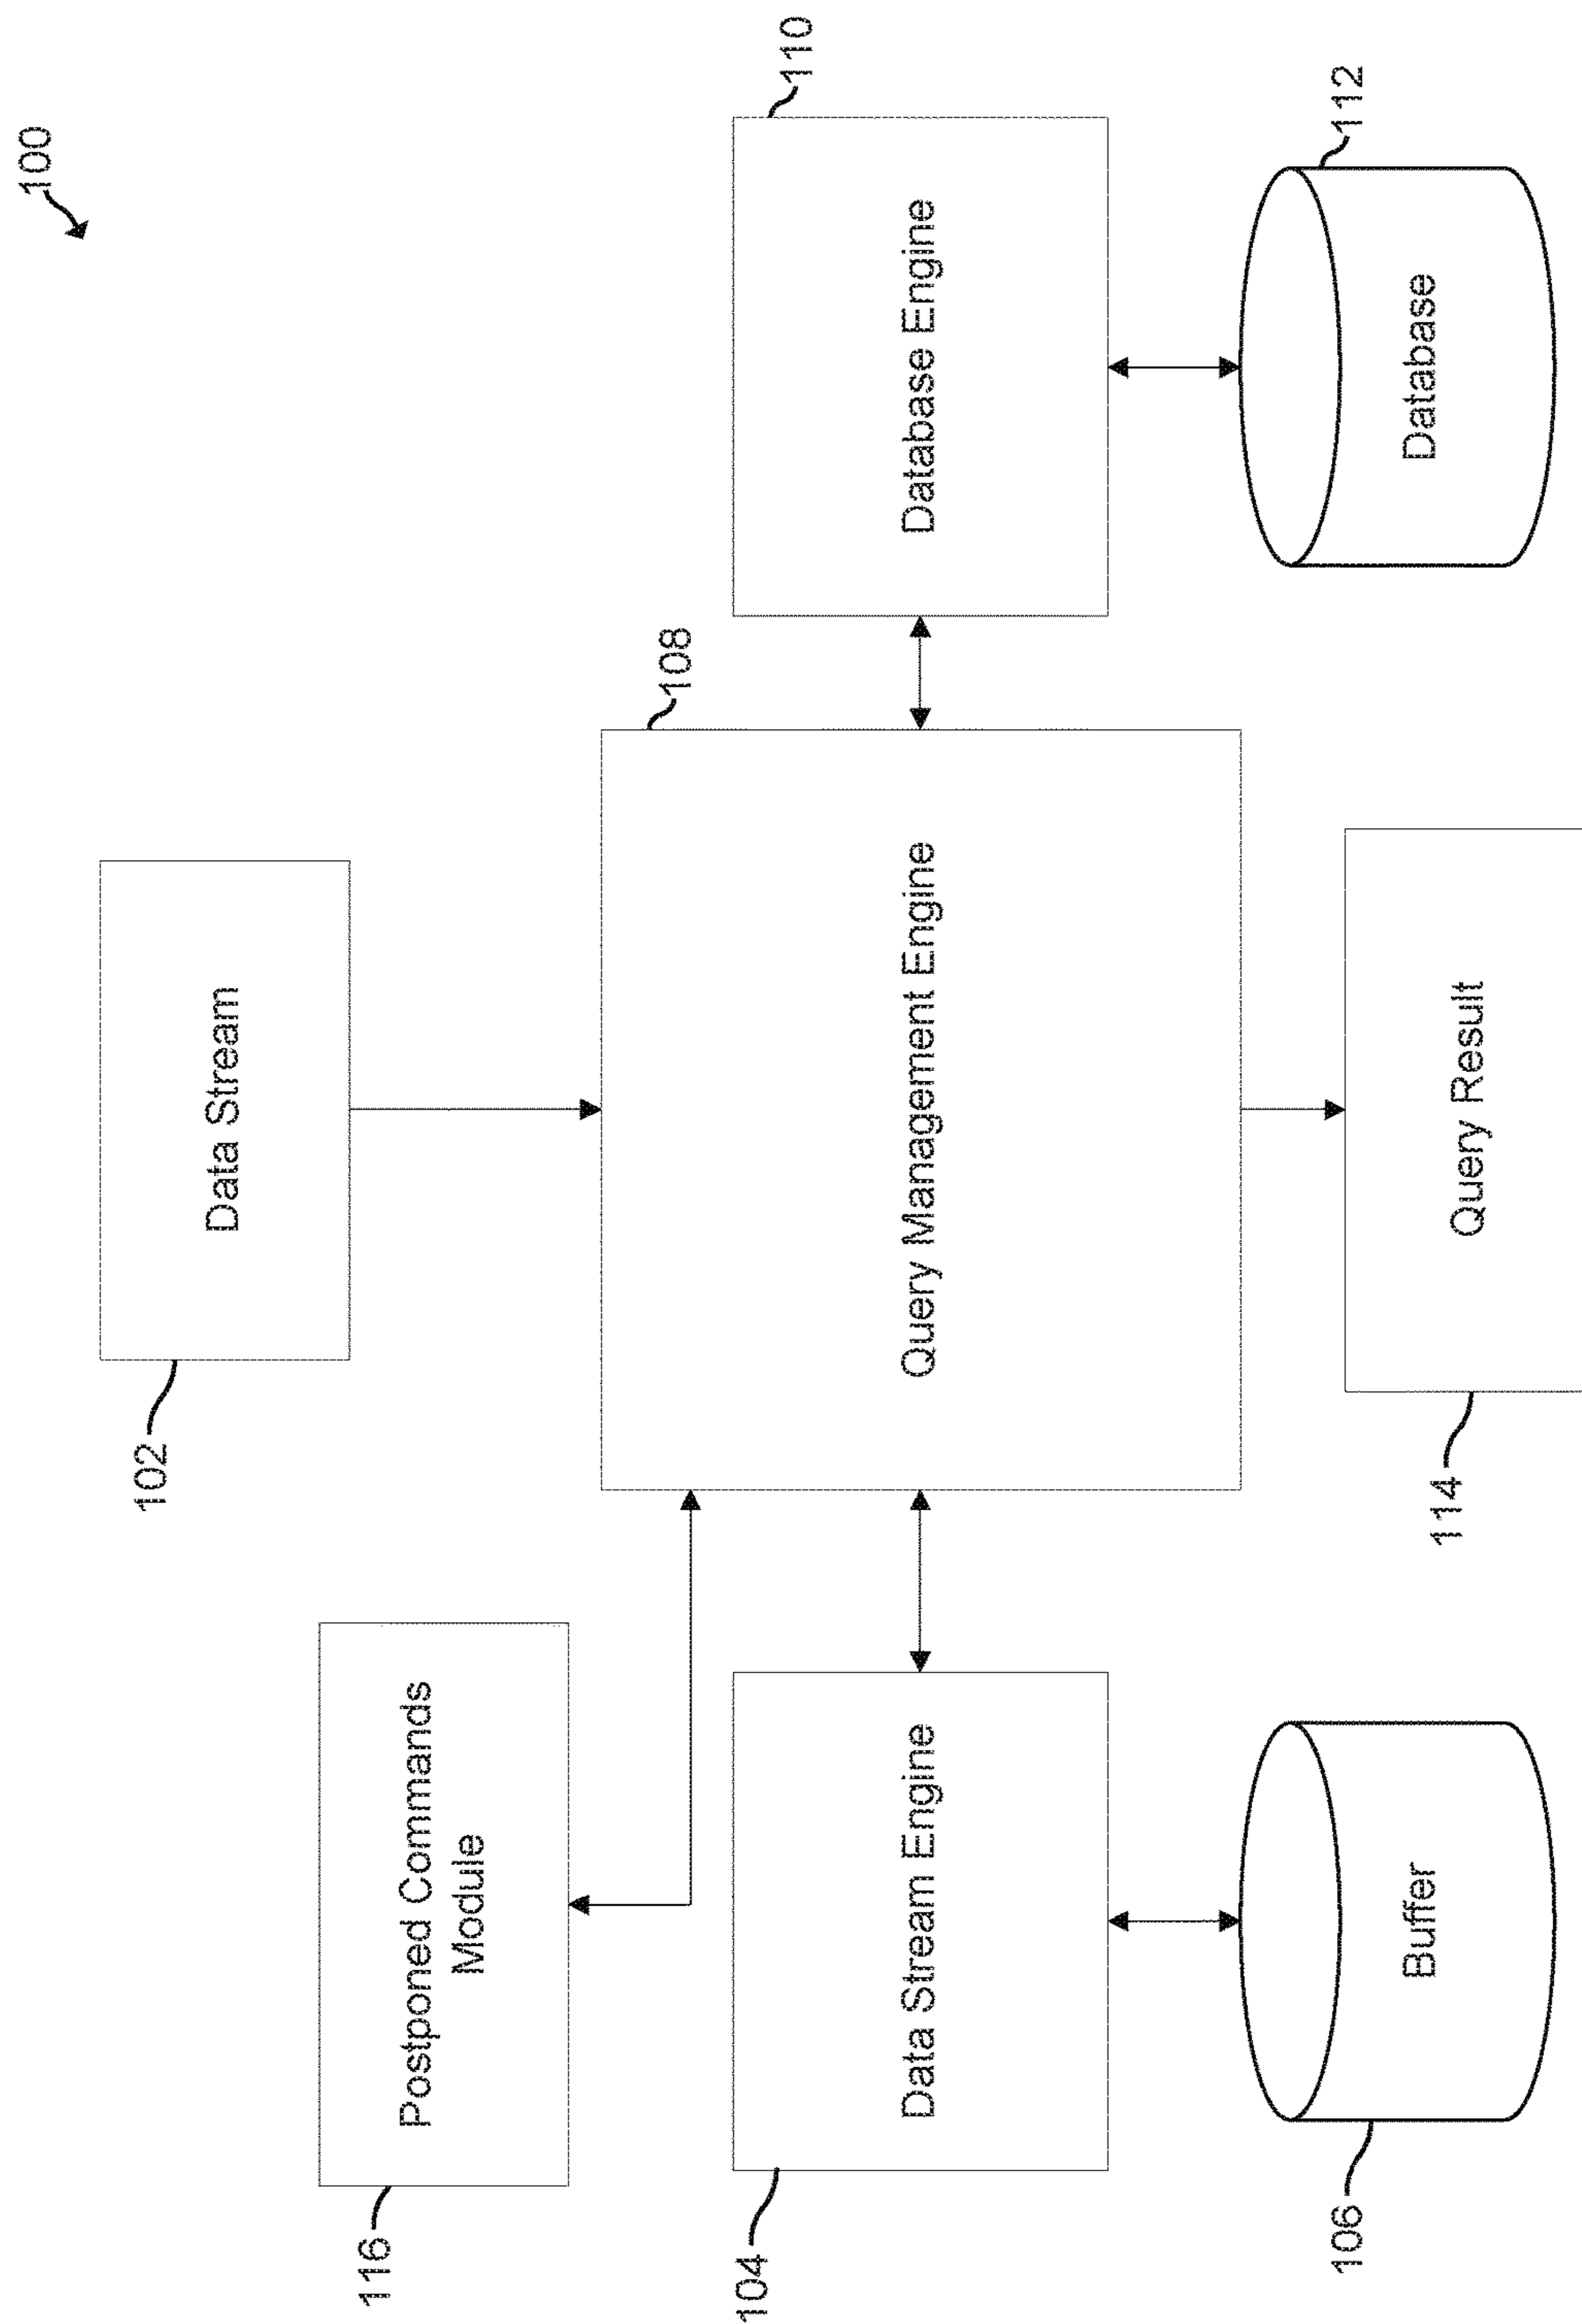 100
Data Stream
102
Postponed Commands
Module
116
108
110
Data Stream Engine
104
Query Management Engine
Database Engine
112
Buffer
106
Query Result
114
Database